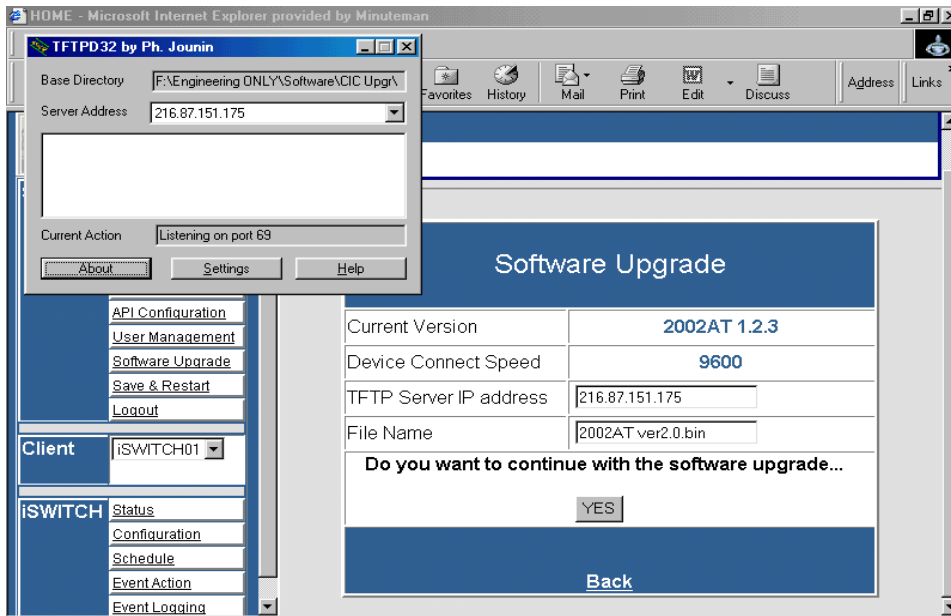 HOME - Microsoft Internet Explorer provided by Minuteman
TFTPD32 by Ph. Jounin
Base Directory
F:\Engineering ONLY\Software\CIC Upgr\
Server Address
216.87.151.175
Current Action
Listening on port 69
About
Settings
Help
Favorites
History
Mail
Print
Edit
Discuss
Address
Links
API Configuration
User Management
Software Upgrade
Save & Restart
Logout
Client
iSWITCH01
iSWITCH
Status
Configuration
Schedule
Event Action
Event Logging
Software Upgrade
Current Version
2002AT 1.2.3
Device Connect Speed
9600
TFTP Server IP address
216.87.151.175
File Name
2002AT ver2.0.bin
Do you want to continue with the software upgrade...
YES
Back